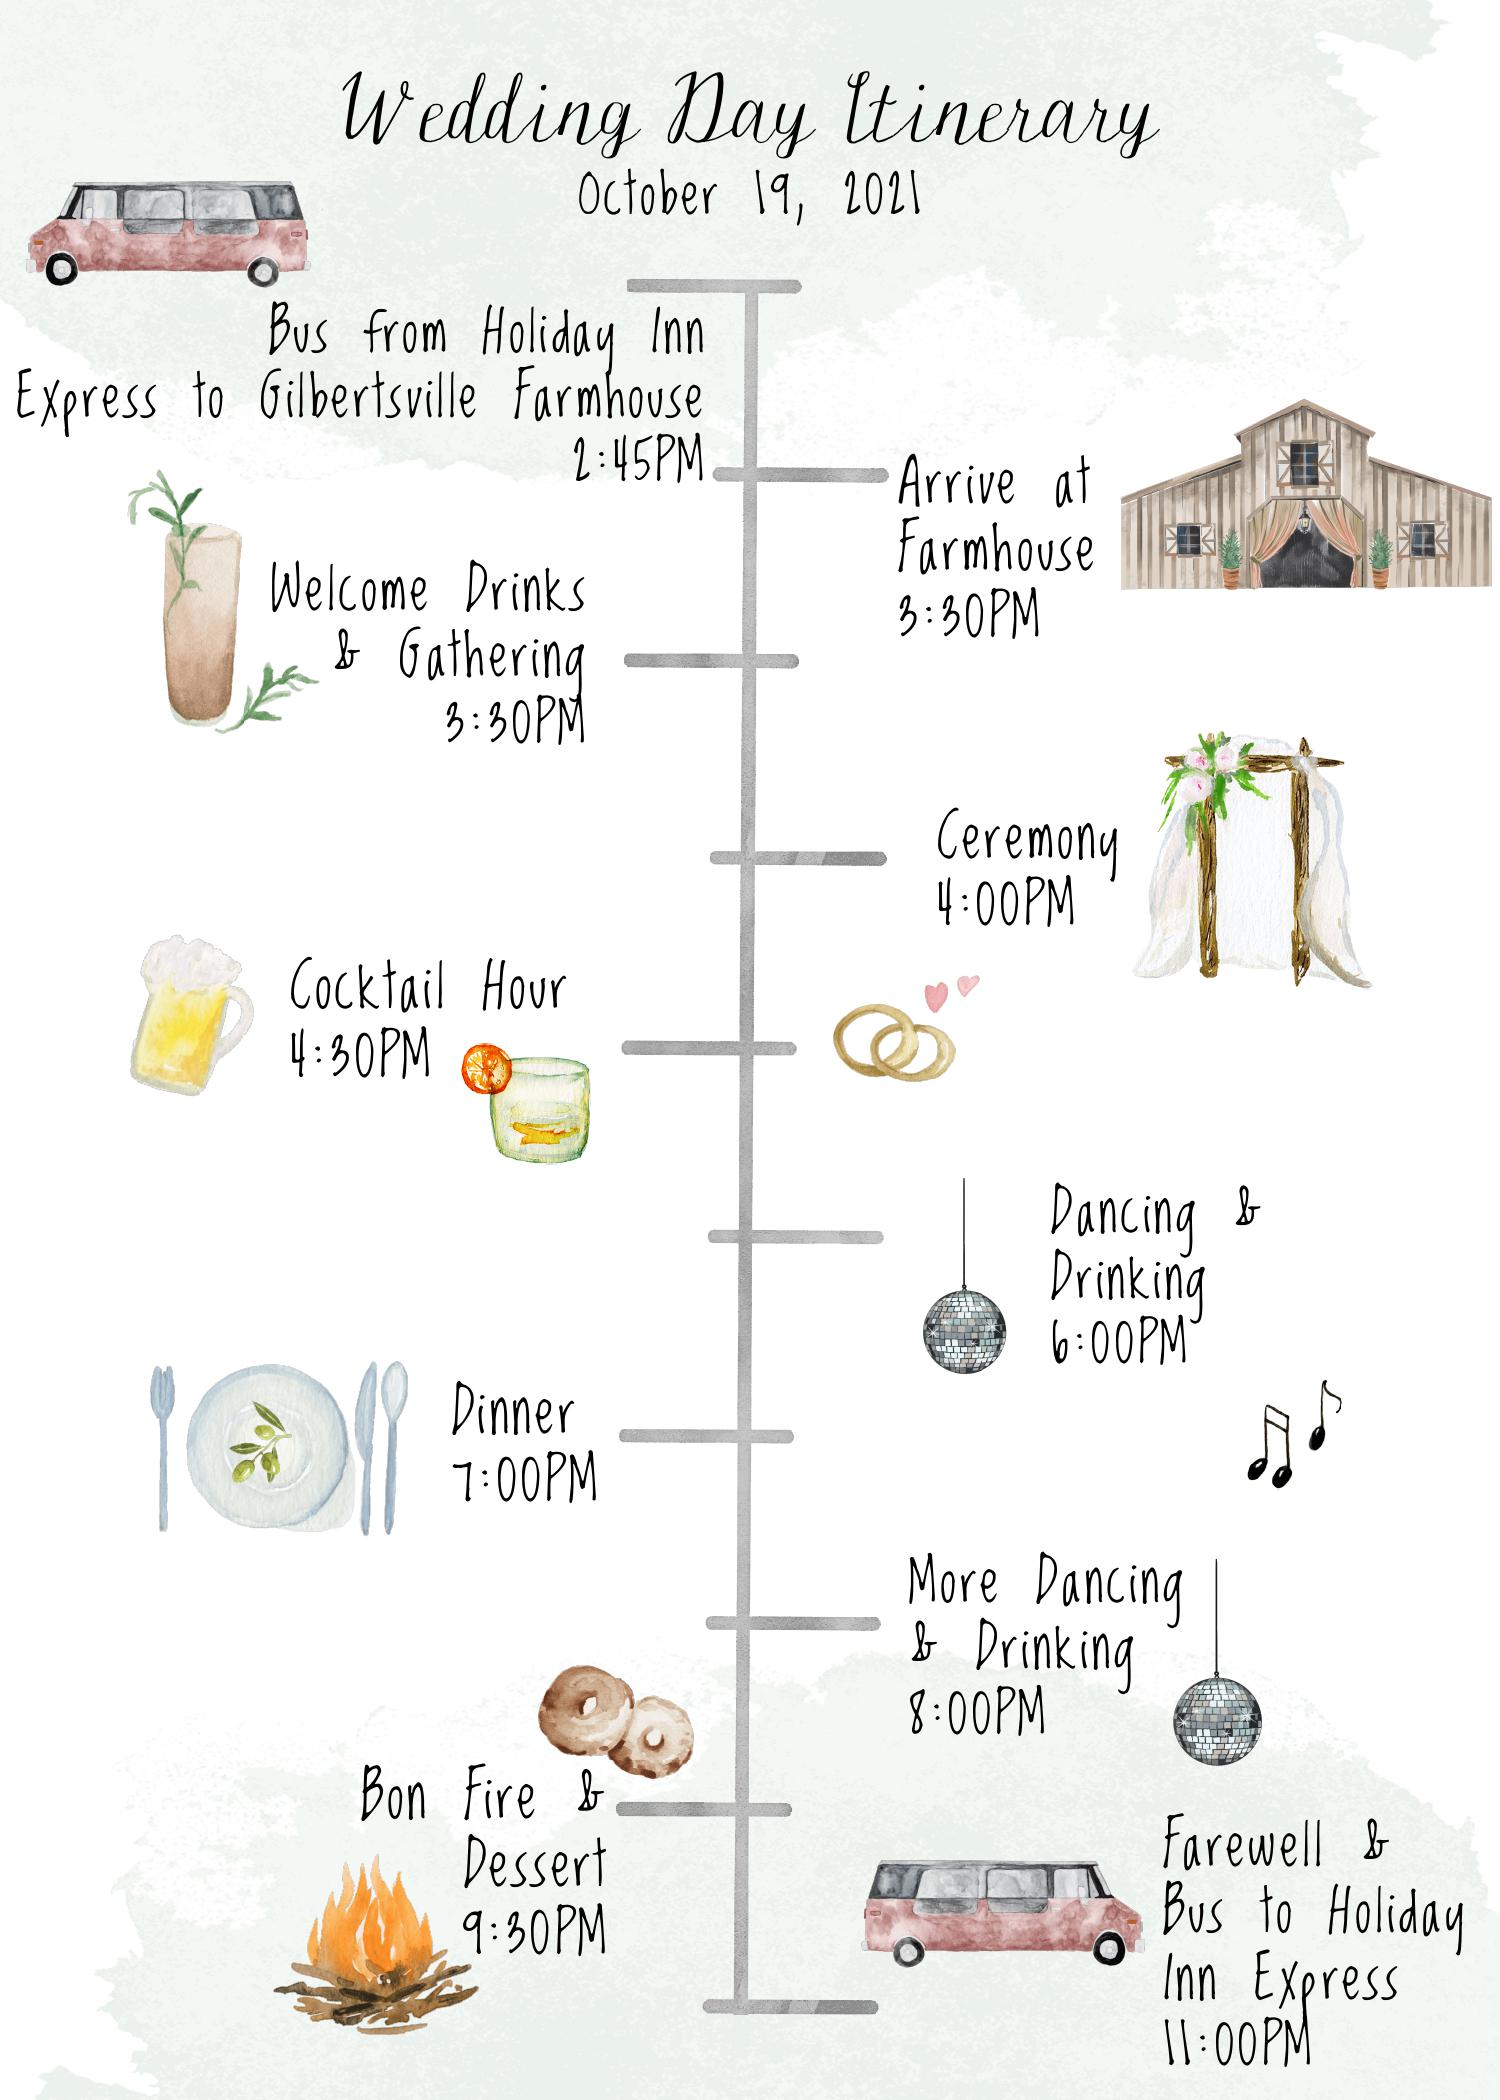 Wedding Day Itinerary
October 19, 2021
Bus from Holiday Inn
Express to Gilbertsville Farmhouse
2:45PM
Arrive at
Farmhouse
3:30PM
Welcome Drinks
& Gathering
3:30PM
Ceremony
4:00PM
Cocktail Hour
4:30PM
Dancing &
Drinking
6:00PM
Dinner
7:00PM
More Dancing
& Drinking
8:00PM
Bon Fire &
Dessert
9:30PM
Farewell &
Bus to Holiday
Inn Express
11:00PM